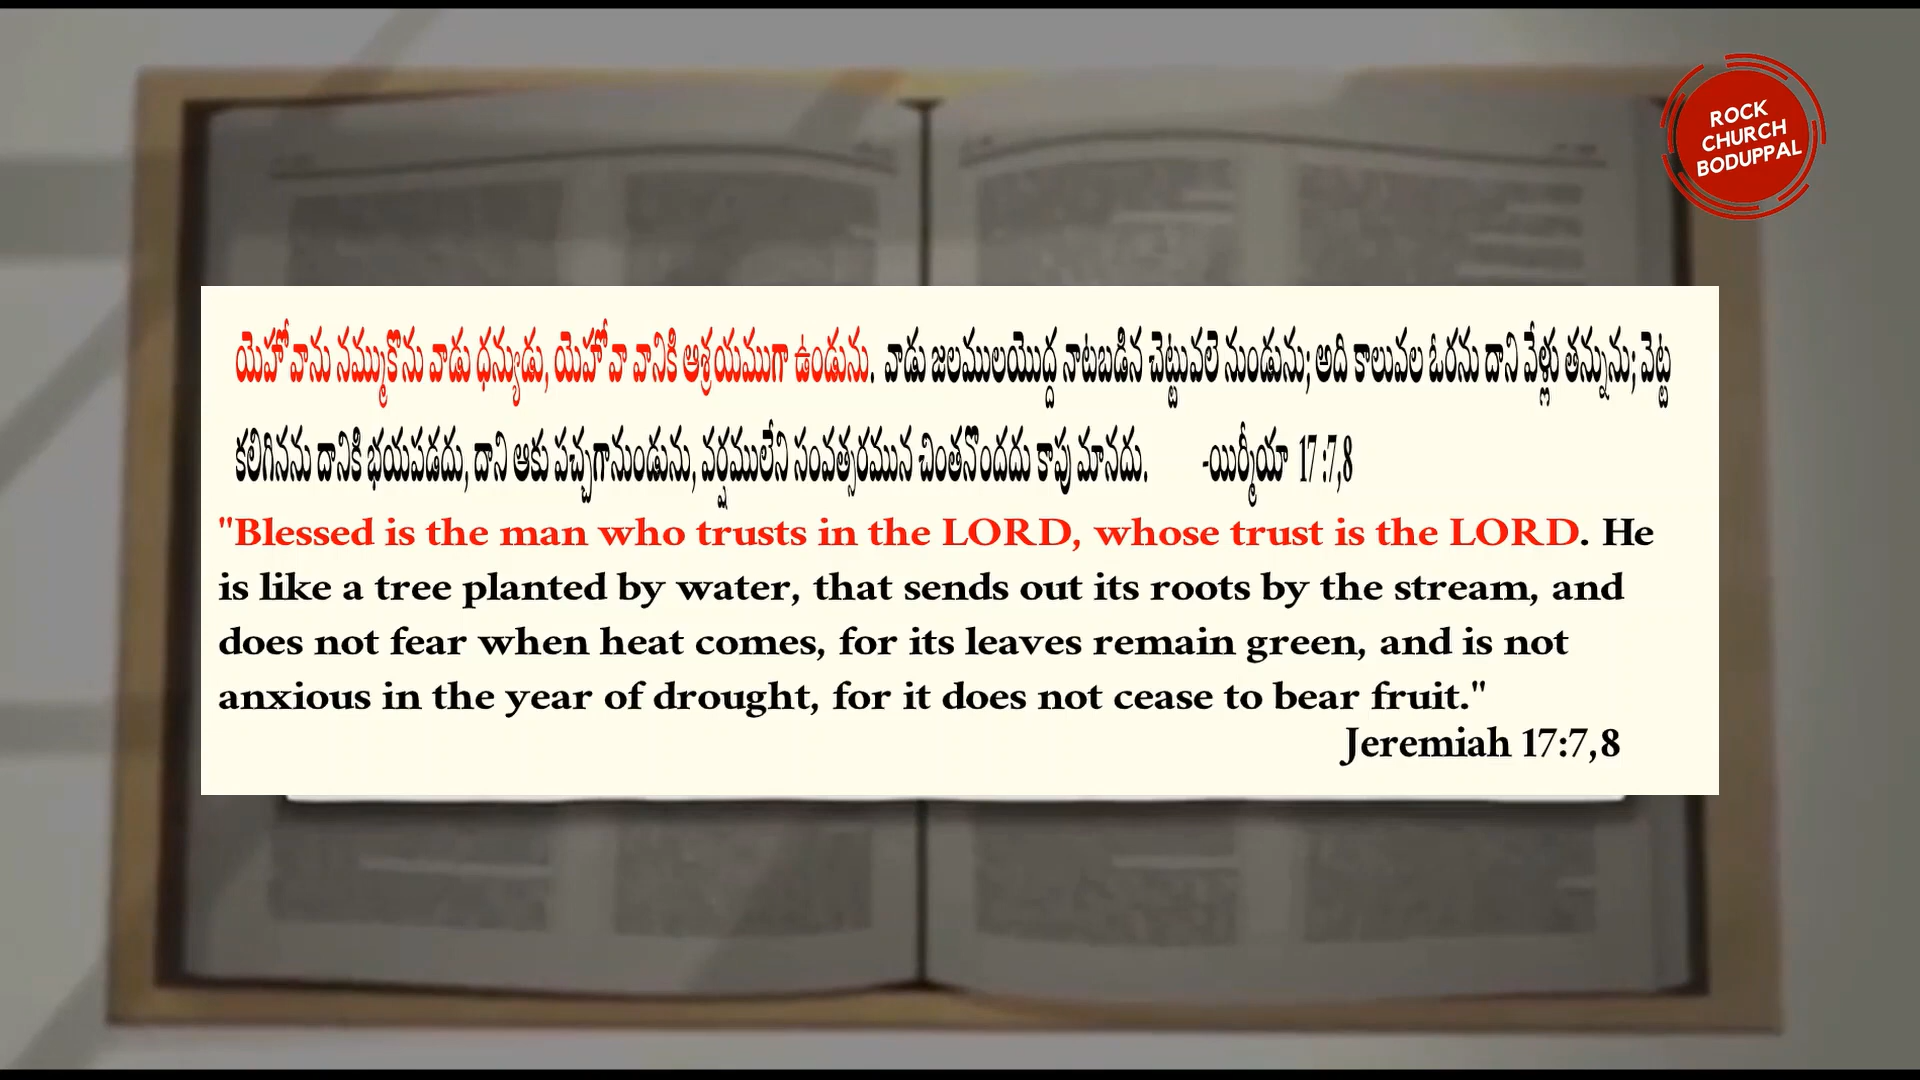 ROCK
CHURCH
BODUPPAL
యెహోవాను నమ్ముకొను వాడు ధన్యుడు, యెహోవా వానికి ఆశ్రయముగా ఉండును. వాడు జలములయొద్ద నాటబడిన చెట్టువలె నుండును; అది కాలువల ఓరను దాని వేళ్లు తన్నును; వెట్ట
కలిగినను దానికి భయపడదు, దాని ఆకు పచ్చగానుండును, వర్షములేని సంవత్సరమున చింతనొందదు కాపు మానదు. -యిర్మీయా 17:7,8
"Blessed is the man who trusts in the LORD, whose trust is the LORD. He
is like a tree planted by water, that sends out its roots by the stream, and
does not fear when heat comes, for its leaves remain green, and is not
anxious in the year of drought, for it does not cease to bear fruit."
Jeremiah 17:7,8